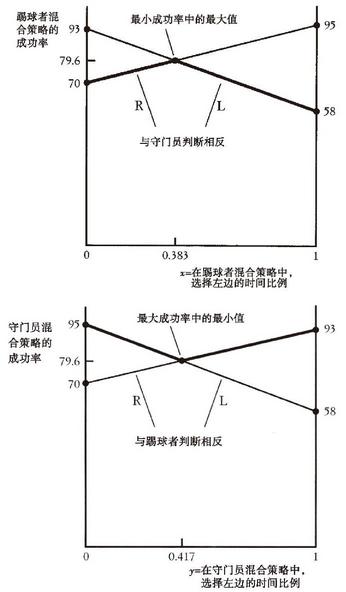 踢球者混
合策略的
成功率
最小成功率中的最大值
93
95
79.6
70
R
L
58
与守门员判断相反
0
0.383
1
x=在踢球者混合策略中，
选择左边的时间比例
守门员混
合策略的
成功率
最大成功率中的最小值
95
93
79.6
70
R
L
58
与踢球者判断相反
0
0.417
1
y=在守门员混合策略中，
选择左边的时间比例